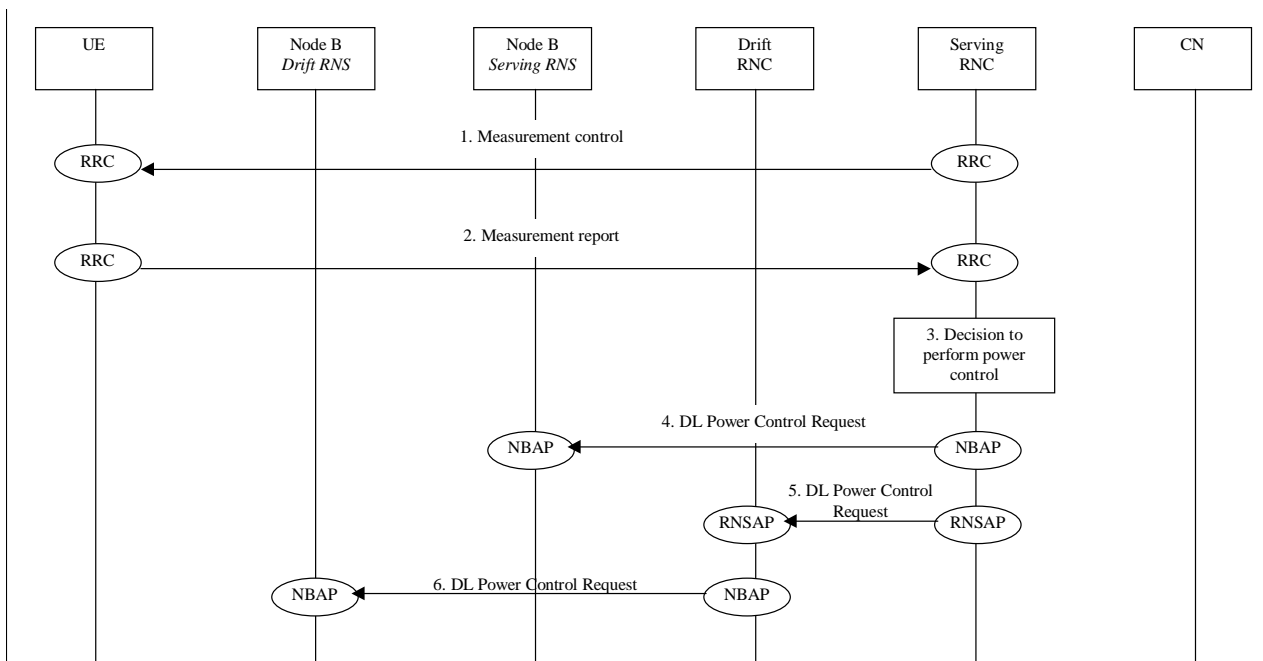 UE
Node B
Drift RNS
Node B
Serving RNS
Drift
RNC
Serving
RNC
CN
1. Measurement control
RRC
RRC
2. Measurement report
RRC
RRC
3. Decision to
perform power
control
4. DL Power Control Request
NBAP
NBAP
5. DL Power Control
Request
RNSAP
RNSAP
6. DL Power Control Request
NBAP
NBAP